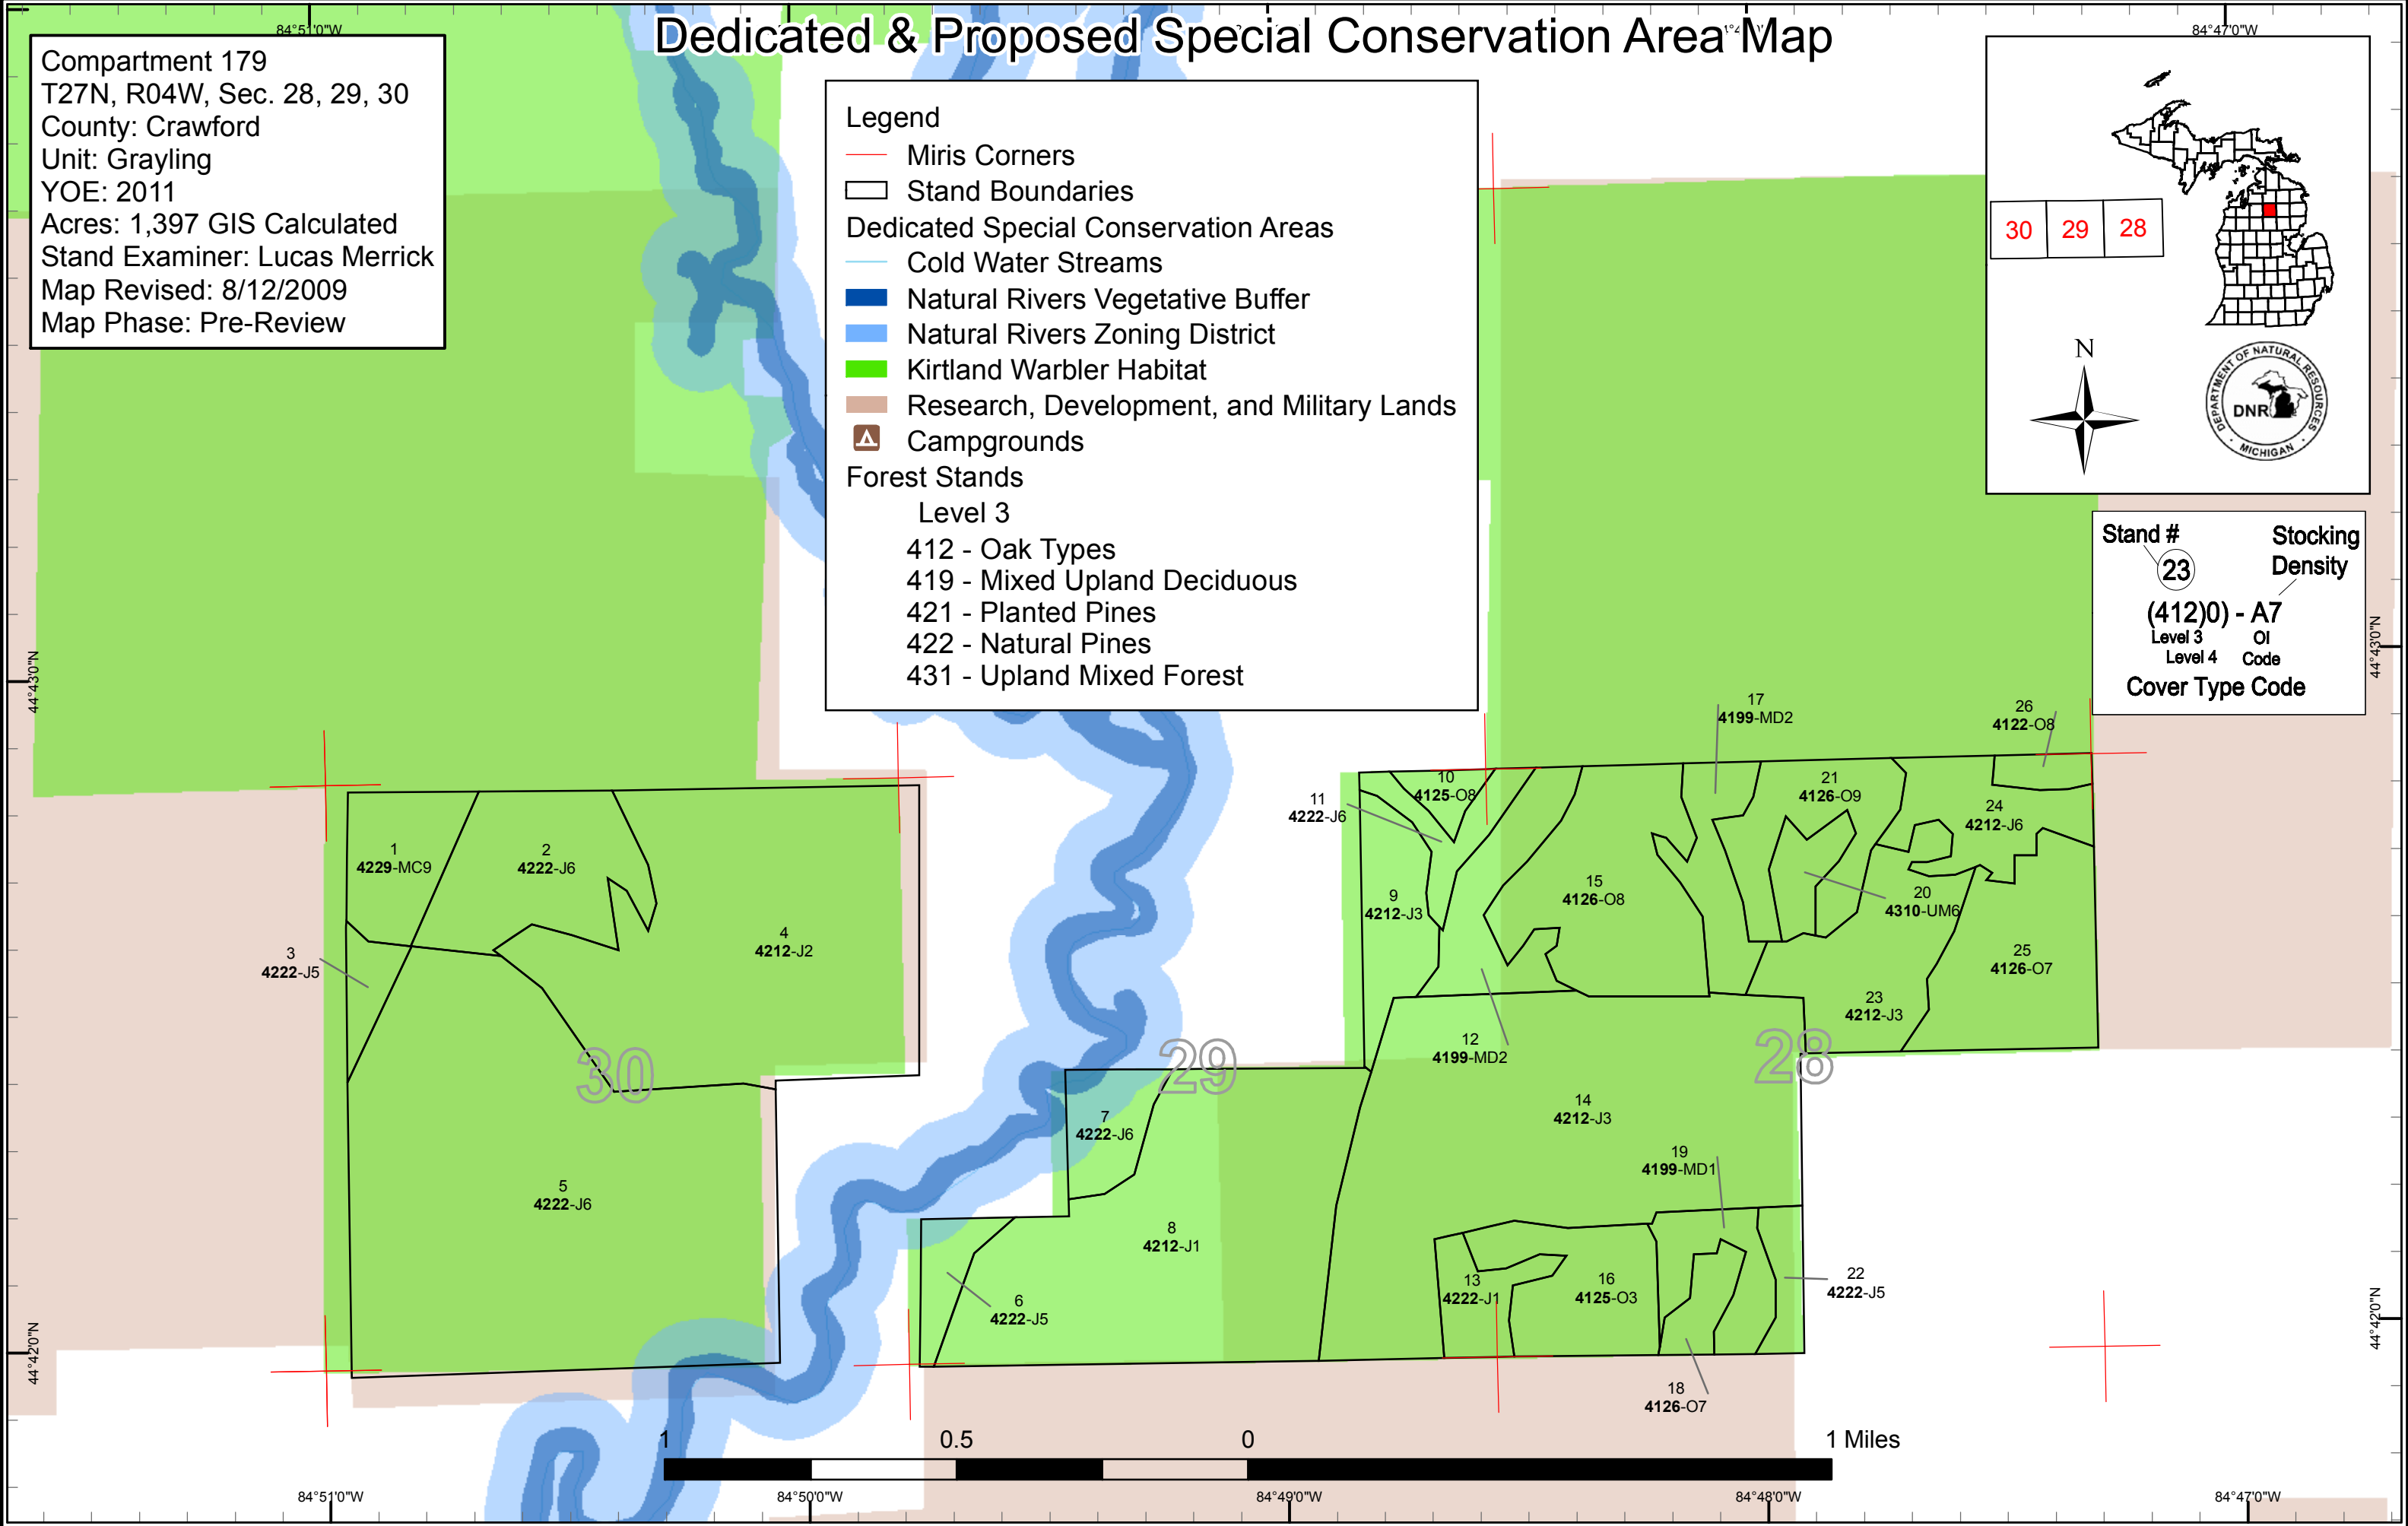 Dedicated & Proposed Special Conservation Area Map
84°51'0"W
84°47'0"W
Compartment 179
T27N, R04W, Sec. 28, 29, 30
County: Crawford
Unit: Grayling
YOE: 2011
Acres: 1,397 GIS Calculated
Stand Examiner: Lucas Merrick
Map Revised: 8/12/2009
Map Phase: Pre-Review
Legend
Miris Corners
Stand Boundaries
Dedicated Special Conservation Areas
Cold Water Streams
Natural Rivers Vegetative Buffer
Natural Rivers Zoning District
Kirtland Warbler Habitat
Research, Development, and Military Lands
Campgrounds
Forest Stands
Level 3
412 - Oak Types
419 - Mixed Upland Deciduous
421 - Planted Pines
422 - Natural Pines
431 - Upland Mixed Forest
30 29 28
N
DEPARTMENT OF NATURAL RESOURCES
DNR
MICHIGAN
Stand #
23
Stocking
Density
(412)0) - A7
Level 3 OI
Level 4 Code
Cover Type Code
44°43'0"N
44°43'0"N
17
4199-MD2
26
4122-O8
10
4125-O8
11
4222-J6
21
4126-O9
24
4212-J6
1
4229-MC9
2
4222-J6
15
4126-O8
9
4212-J3
20
4310-UM6
4
4212-J2
3
4222-J5
25
4126-O7
23
4212-J3
12
4199-MD2
30
29
28
14
4212-J3
7
4222-J6
19
4199-MD1
5
4222-J6
8
4212-J1
6
4222-J5
13
4222-J1
16
4125-O3
22
4222-J5
18
4126-O7
44°42'0"N
44°42'0"N
1 0.5 0 1 Miles
84°51'0"W 84°50'0"W 84°49'0"W 84°48'0"W 84°47'0"W